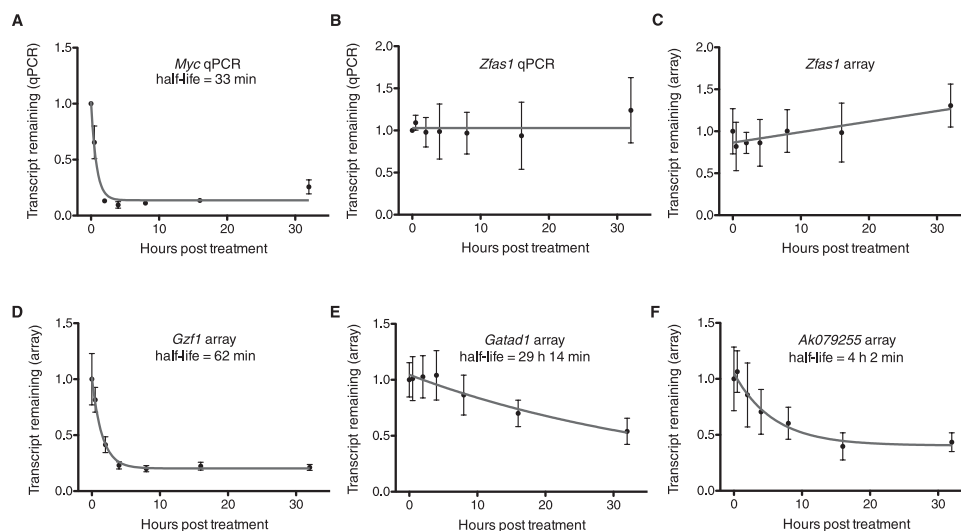 A
Myc qPCR
half-life = 33 min
Transcript remaining (qPCR)
1.5
1.0
0.5
0.0
0
10
20
30
Hours post treatment
B
Zfas1 qPCR
Transcript remaining (qPCR)
2.0
1.5
1.0
0.5
0.0
0
10
20
30
Hours post treatment
C
Zfas1 array
Transcript remaining (array)
2.0
1.5
1.0
0.5
0.0
0
10
20
30
Hours post treatment
D
Gzf1 array
half-life = 62 min
Transcript remaining (array)
1.5
1.0
0.5
0.0
0
10
20
30
Hours post treatment
E
Gatad1 array
half-life = 29 h 14 min
Transcript remaining (array)
1.5
1.0
0.5
0.0
0
10
20
30
Hours post treatment
F
Ak079255 array
half-life = 4 h 2 min
Transcript remaining (array)
1.5
1.0
0.5
0.0
0
10
20
30
Hours post treatment